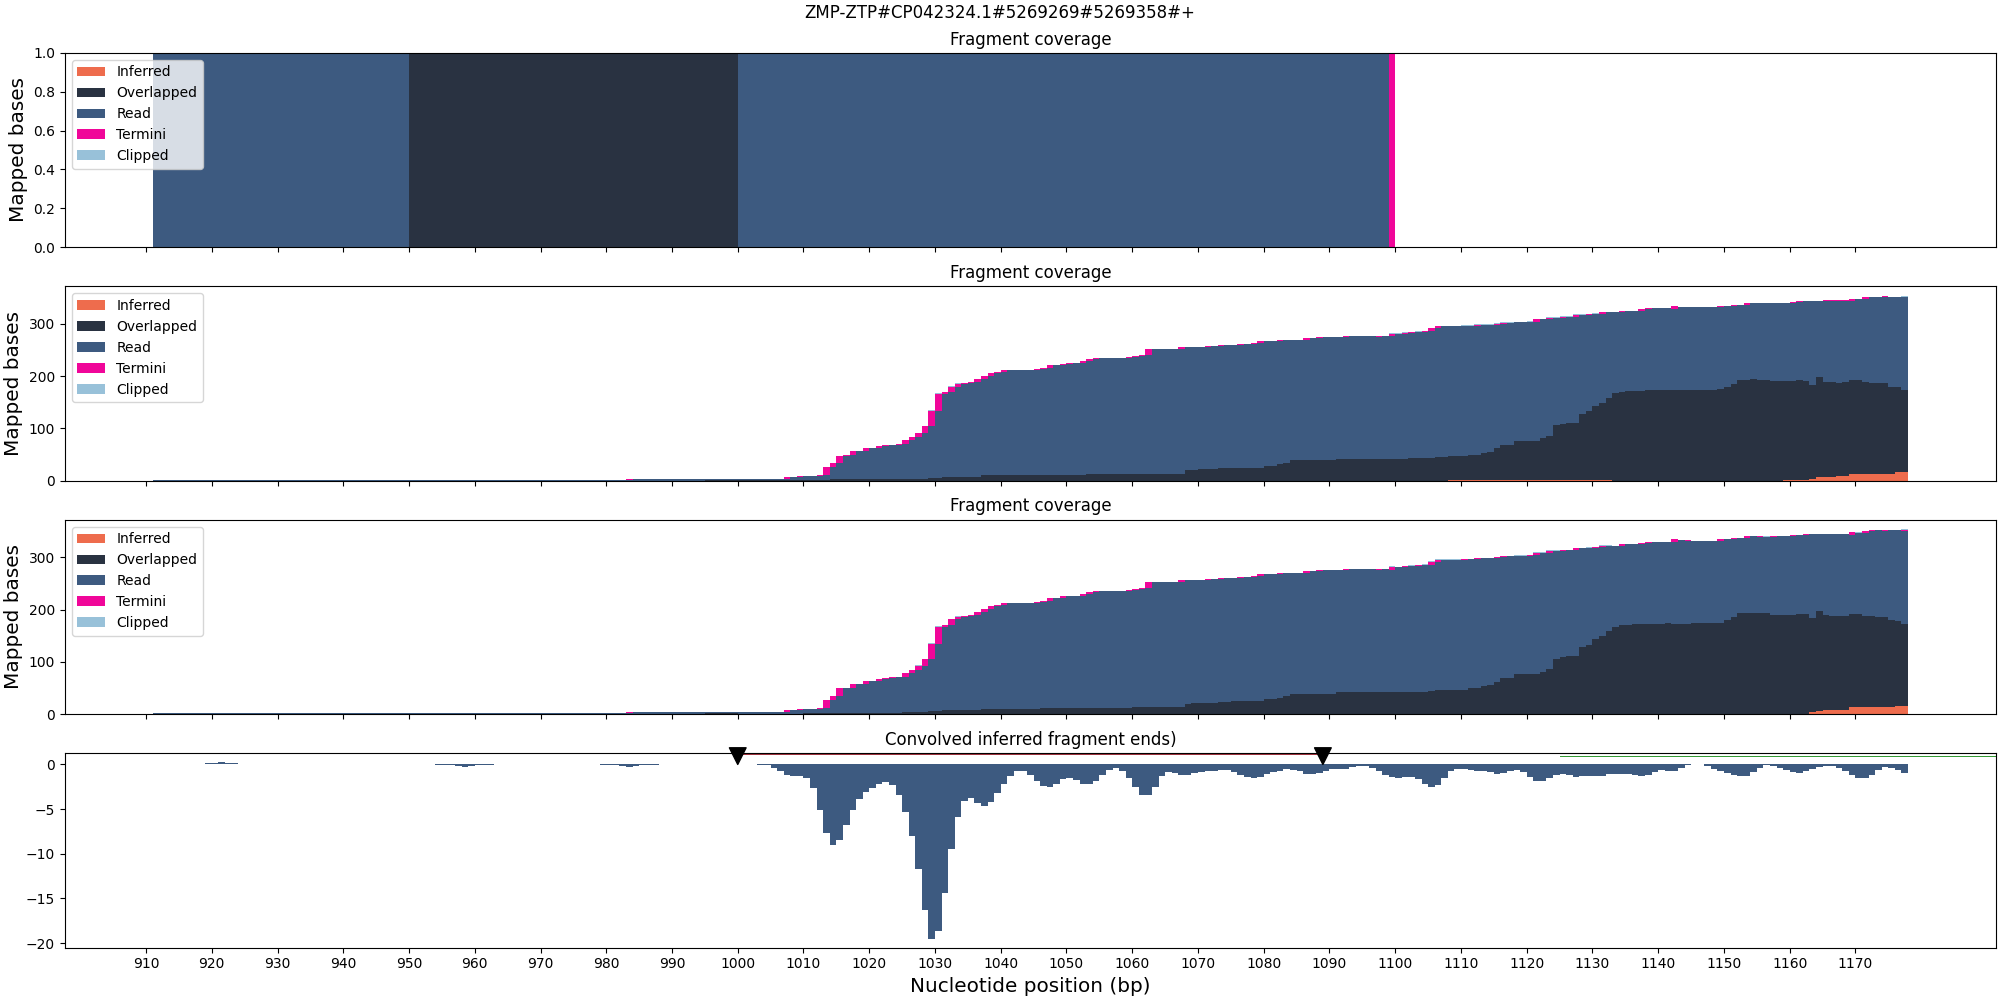 ZMP-ZTP#CP042324.1#5269269#5269358#+
Fragment coverage
Mapped bases
1.0
0.8
0.6
0.4
0.2
0.0
Inferred
Overlapped
Read
Termini
Clipped
Fragment coverage
Mapped bases
300
200
100
0
Inferred
Overlapped
Read
Termini
Clipped
Fragment coverage
Mapped bases
300
200
100
0
Inferred
Overlapped
Read
Termini
Clipped
Convolved inferred fragment ends)
0
−5
−10
−15
−20
910 920 930 940 950 960 970 980 990 1000 1010 1020 1030 1040 1050 1060 1070 1080 1090 1100 1110 1120 1130 1140 1150 1160 1170
Nucleotide position (bp)